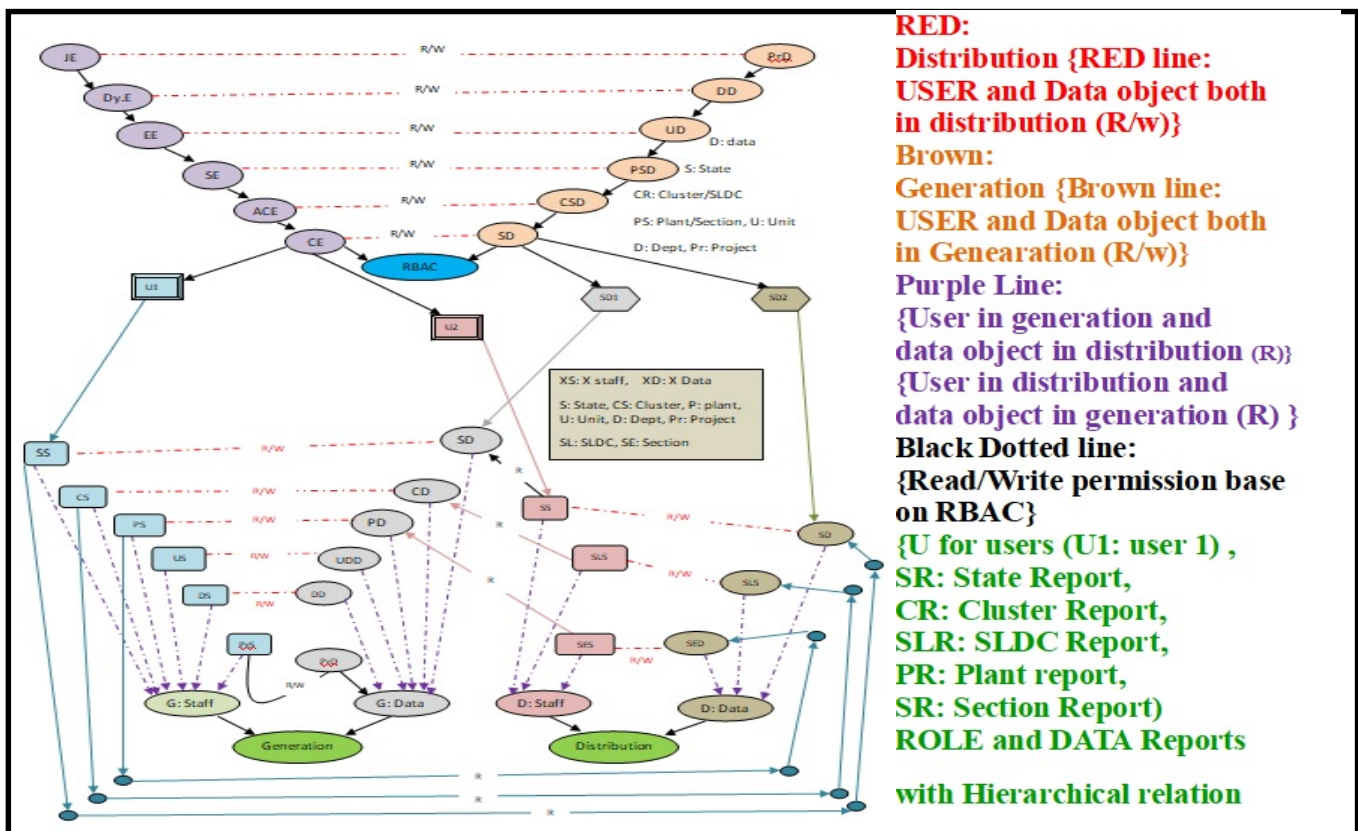 JE
R/W
PrD
Dy.E
R/W
DD
EE
R/W
UD
D: data
SE
R/W
PSD
S: State
ACE
R/W
CSD
CR: Cluster/SLDC
PS: Plant/Section, U: Unit
CE
R/W
SD
D: Dept, Pr: Project
RBAC
U1
U2
SD1
SD2
XS: X staff, XD: X Data
S: State, CS: Cluster, P: plant,
U: Unit, D: Dept, Pr: Project
SL: SLDC, SE: Section
SS
R/W
SD
R
CS
R/W
CD
SS
R/W
SD
PS
R/W
PD
R
US
R/W
UDD
SLS
R/W
SLS
R
DS
R/W
DD
PrS
R/W
PrD
SES
R/W
SED
G: Staff
G: Data
D: Staff
D: Data
Generation
Distribution
R
R
R
RED:
Distribution {RED line:
USER and Data object both
in distribution (R/w)}
Brown:
Generation {Brown line:
USER and Data object both
in Genearation (R/w)}
Purple Line:
{User in generation and
data object in distribution (R)}
{User in distribution and
data object in generation (R) }
Black Dotted line:
{Read/Write permission base
on RBAC}
{U for users (U1: user 1) ,
SR: State Report,
CR: Cluster Report,
SLR: SLDC Report,
PR: Plant report,
SR: Section Report)
ROLE and DATA Reports
with Hierarchical relation